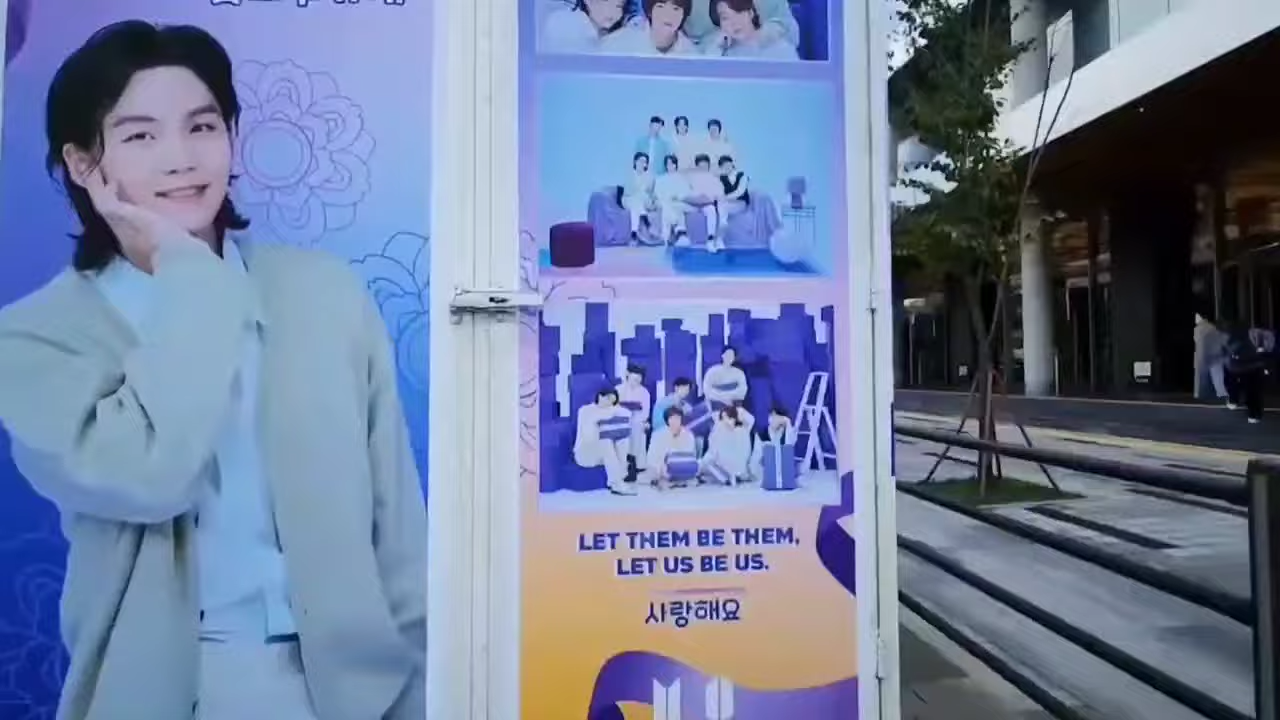 LET THEM BE THEM,
LET US BE US.
사랑해요